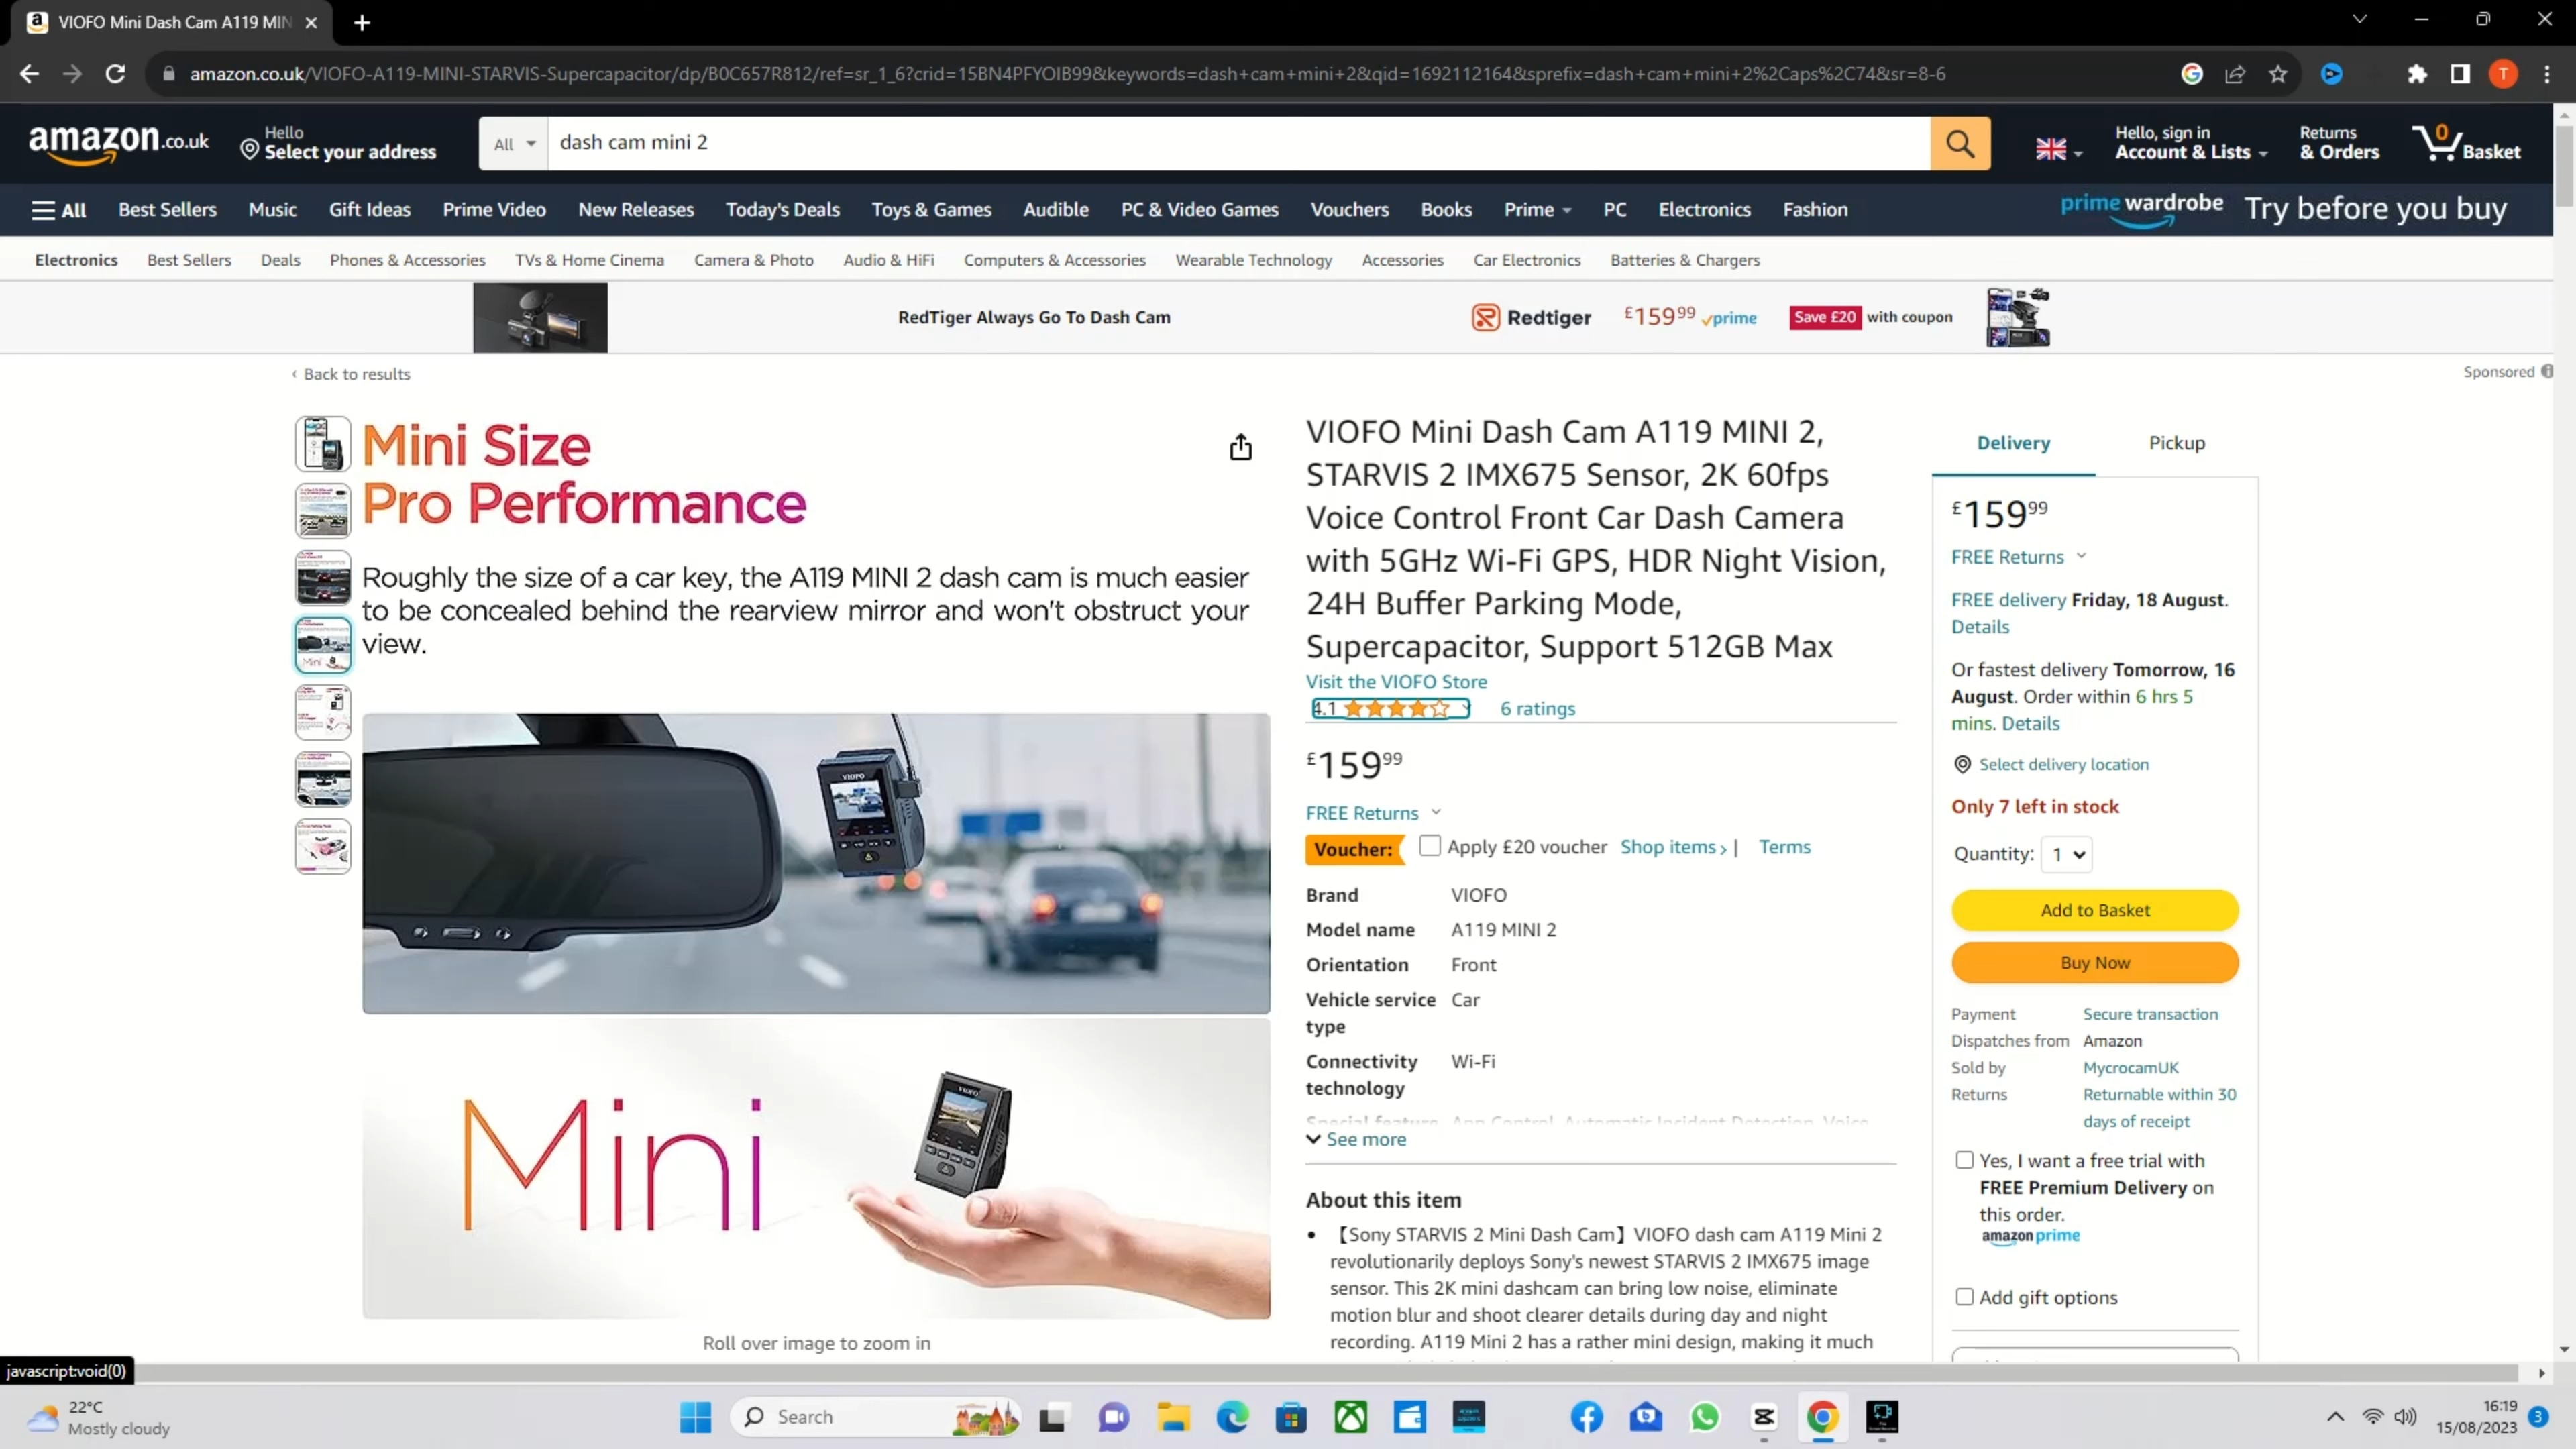 VIOFO Mini Dash Cam A119 MIN
amazon.co.uk/VIOFO-A119-MINI-STARVIS-Supercapacitor/dp/B0C657R812/ref=sr_1_6?crid=15BN4PFYOIB99&keywords=dash+cam+mini+2&qid=1692112164&sprefix=dash+cam+mini+2%2Caps%2C74&sr=8-6
T
amazon.co.uk
Hello
Select your address
All
dash cam mini 2
Hello, sign in
Account & Lists
Returns
& Orders
0
Basket
All Best Sellers Music Gift Ideas Prime Video New Releases Today's Deals Toys & Games Audible PC & Video Games Vouchers Books Prime PC Electronics Fashion
prime wardrobe Try before you buy
Electronics Best Sellers Deals Phones & Accessories TVs & Home Cinema Camera & Photo Audio & HiFi Computers & Accessories Wearable Technology Accessories Car Electronics Batteries & Chargers
RedTiger Always Go To Dash Cam
Redtiger £159.99 prime Save £20 with coupon
‹ Back to results
Sponsored
Mini Size
Pro Performance
Roughly the size of a car key, the A119 MINI 2 dash cam is much easier
to be concealed behind the rearview mirror and won't obstruct your
view.
VIOFO
Mini
VIOFO
Roll over image to zoom in
VIOFO Mini Dash Cam A119 MINI 2,
STARVIS 2 IMX675 Sensor, 2K 60fps
Voice Control Front Car Dash Camera
with 5GHz Wi-Fi GPS, HDR Night Vision,
24H Buffer Parking Mode,
Supercapacitor, Support 512GB Max
Visit the VIOFO Store
4.1 6 ratings
£159.99
FREE Returns
Voucher: Apply £20 voucher Shop items › | Terms
Brand VIOFO
Model name A119 MINI 2
Orientation Front
Vehicle service Car
type
Connectivity Wi-Fi
technology
Special feature App Control, Automatic Incident Detection, Voice
See more
About this item
• 【Sony STARVIS 2 Mini Dash Cam】VIOFO dash cam A119 Mini 2
revolutionarily deploys Sony's newest STARVIS 2 IMX675 image
sensor. This 2K mini dashcam can bring low noise, eliminate
motion blur and shoot clearer details during day and night
recording. A119 Mini 2 has a rather mini design, making it much
Delivery Pickup
£159.99
FREE Returns
FREE delivery Friday, 18 August.
Details
Or fastest delivery Tomorrow, 16
August. Order within 6 hrs 5
mins. Details
Select delivery location
Only 7 left in stock
Quantity: 1
Add to Basket
Buy Now
Payment Secure transaction
Dispatches from Amazon
Sold by MycrocamUK
Returns Returnable within 30
days of receipt
Yes, I want a free trial with
FREE Premium Delivery on
this order.
amazon prime
Add gift options
javascript:void(0)
22°C
Mostly cloudy
Search
16:19
15/08/2023
3